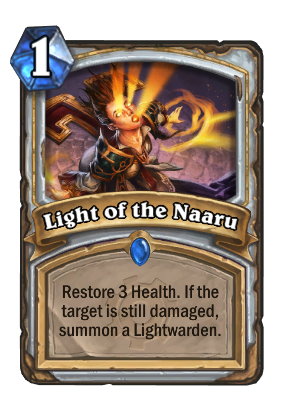 1
Light of the Naaru
Restore 3 Health. If the
target is still damaged,
summon a Lightwarden.